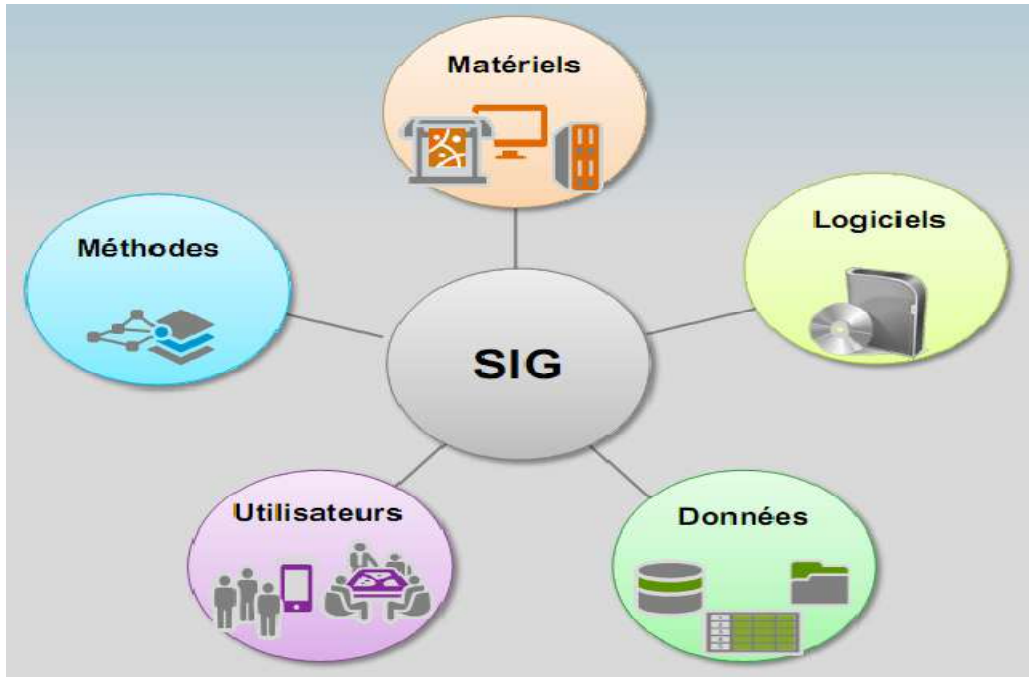 Matériels
Logiciels
Méthodes
SIG
Utilisateurs
Données